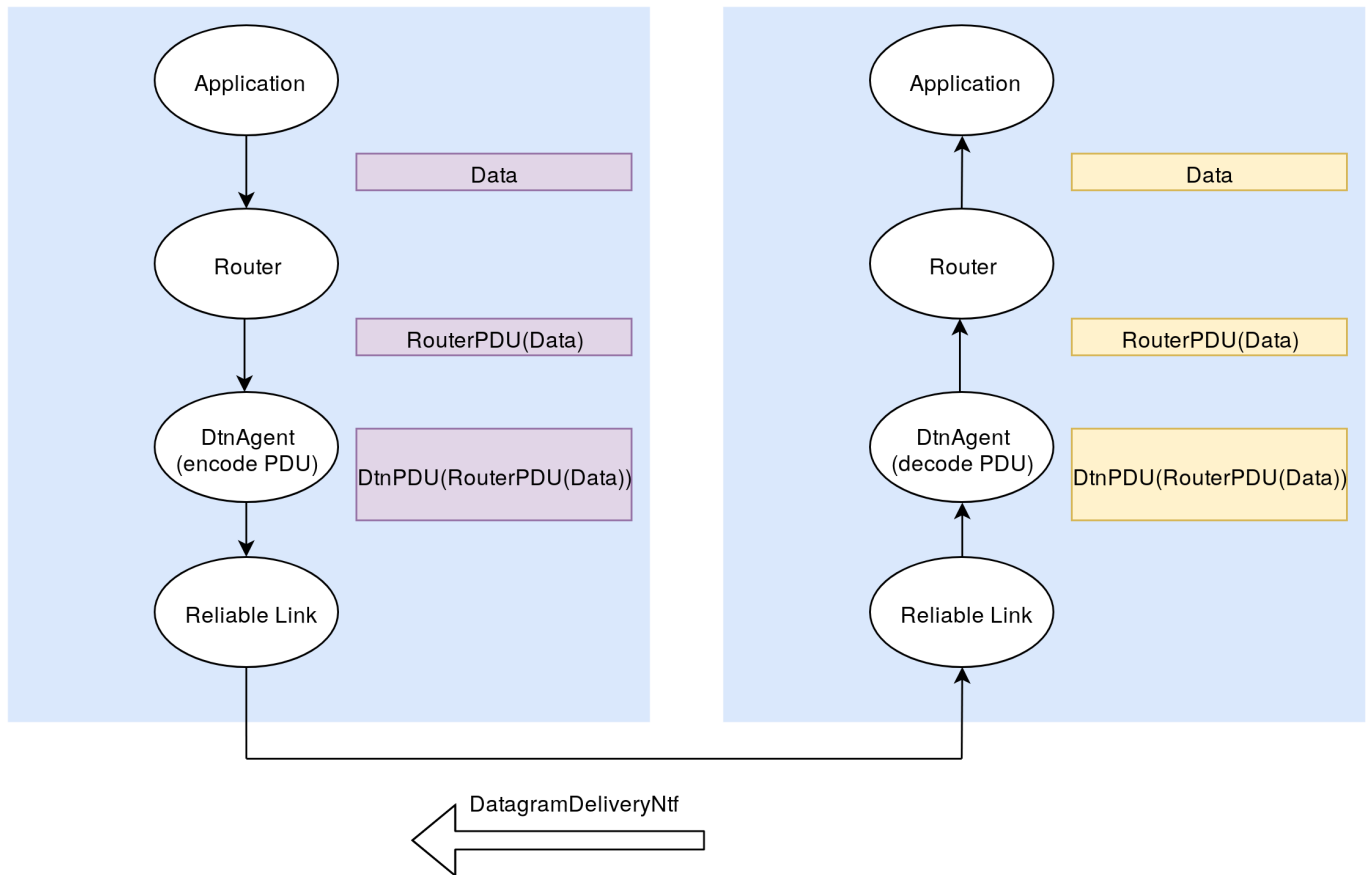 Application
Data
Router
RouterPDU(Data)
DtnAgent
(encode PDU)
DtnPDU(RouterPDU(Data))
Reliable Link
Application
Data
Router
RouterPDU(Data)
DtnAgent
(decode PDU)
DtnPDU(RouterPDU(Data))
Reliable Link
DatagramDeliveryNtf